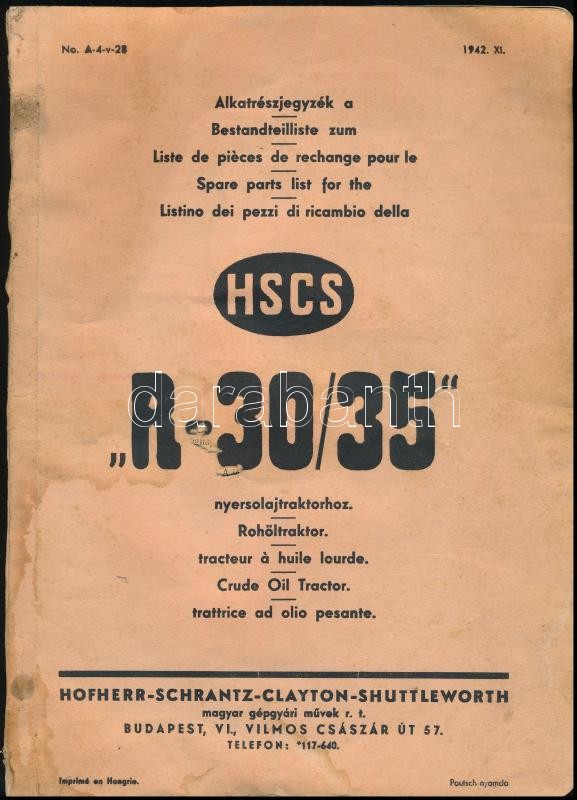 No. A-4-v-28
1942. XI.
Alkatrészjegyzék a
Bestandteilliste zum
Liste de pièces de rechange pour le
Spare parts list for the
Listino dei pezzi di ricambio della
HSCS
„R-30/35“
darabanth
nyersolajtraktorhoz.
Rohöltraktor.
tracteur à huile lourde.
Crude Oil Tractor.
trattrice ad olio pesante.
HOFHERR-SCHRANTZ-CLAYTON-SHUTTLEWORTH
magyar gépgyári művek r. t.
BUDAPEST, VI., VILMOS CSÁSZÁR ÚT 57.
TELEFON: *117-640.
Imprimé en Hongrie.
Pautsch-nyomda